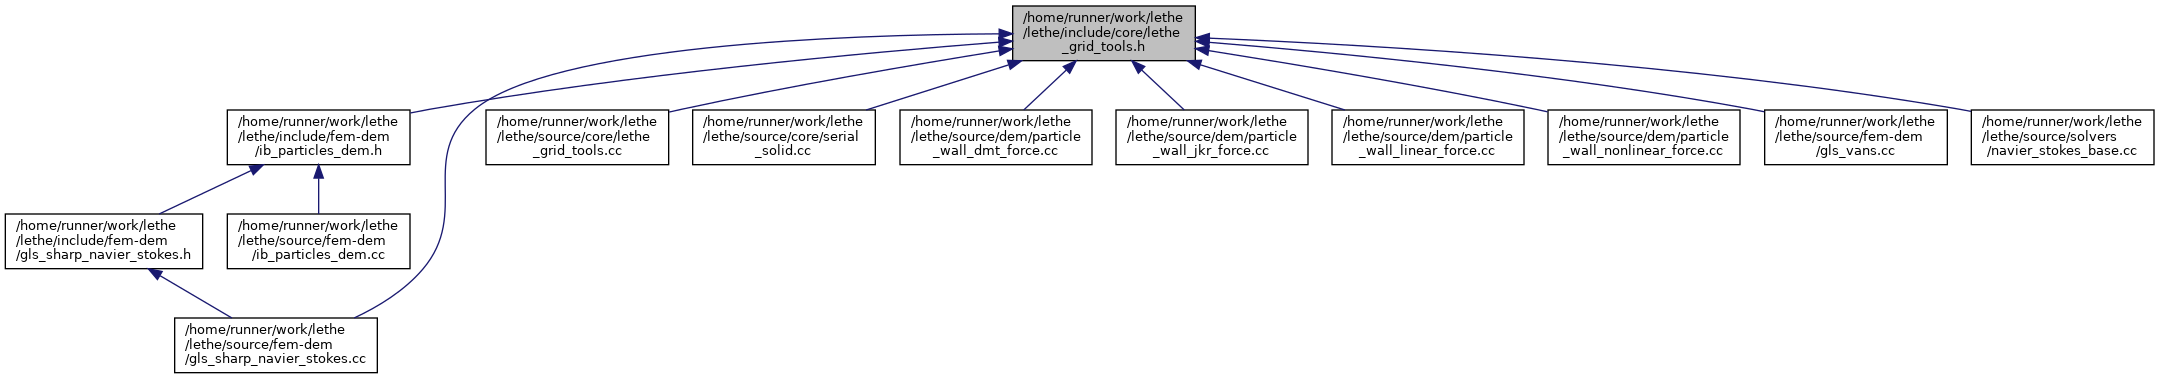 /home/runner/work/lethe
/lethe/include/core/lethe
_grid_tools.h
/home/runner/work/lethe
/lethe/include/fem-dem
/ib_particles_dem.h
/home/runner/work/lethe
/lethe/source/core/lethe
_grid_tools.cc
/home/runner/work/lethe
/lethe/source/core/serial
_solid.cc
/home/runner/work/lethe
/lethe/source/dem/particle
_wall_dmt_force.cc
/home/runner/work/lethe
/lethe/source/dem/particle
_wall_jkr_force.cc
/home/runner/work/lethe
/lethe/source/dem/particle
_wall_linear_force.cc
/home/runner/work/lethe
/lethe/source/dem/particle
_wall_nonlinear_force.cc
/home/runner/work/lethe
/lethe/source/fem-dem
/gls_vans.cc
/home/runner/work/lethe
/lethe/source/solvers
/navier_stokes_base.cc
/home/runner/work/lethe
/lethe/include/fem-dem
/gls_sharp_navier_stokes.h
/home/runner/work/lethe
/lethe/source/fem-dem
/ib_particles_dem.cc
/home/runner/work/lethe
/lethe/source/fem-dem
/gls_sharp_navier_stokes.cc